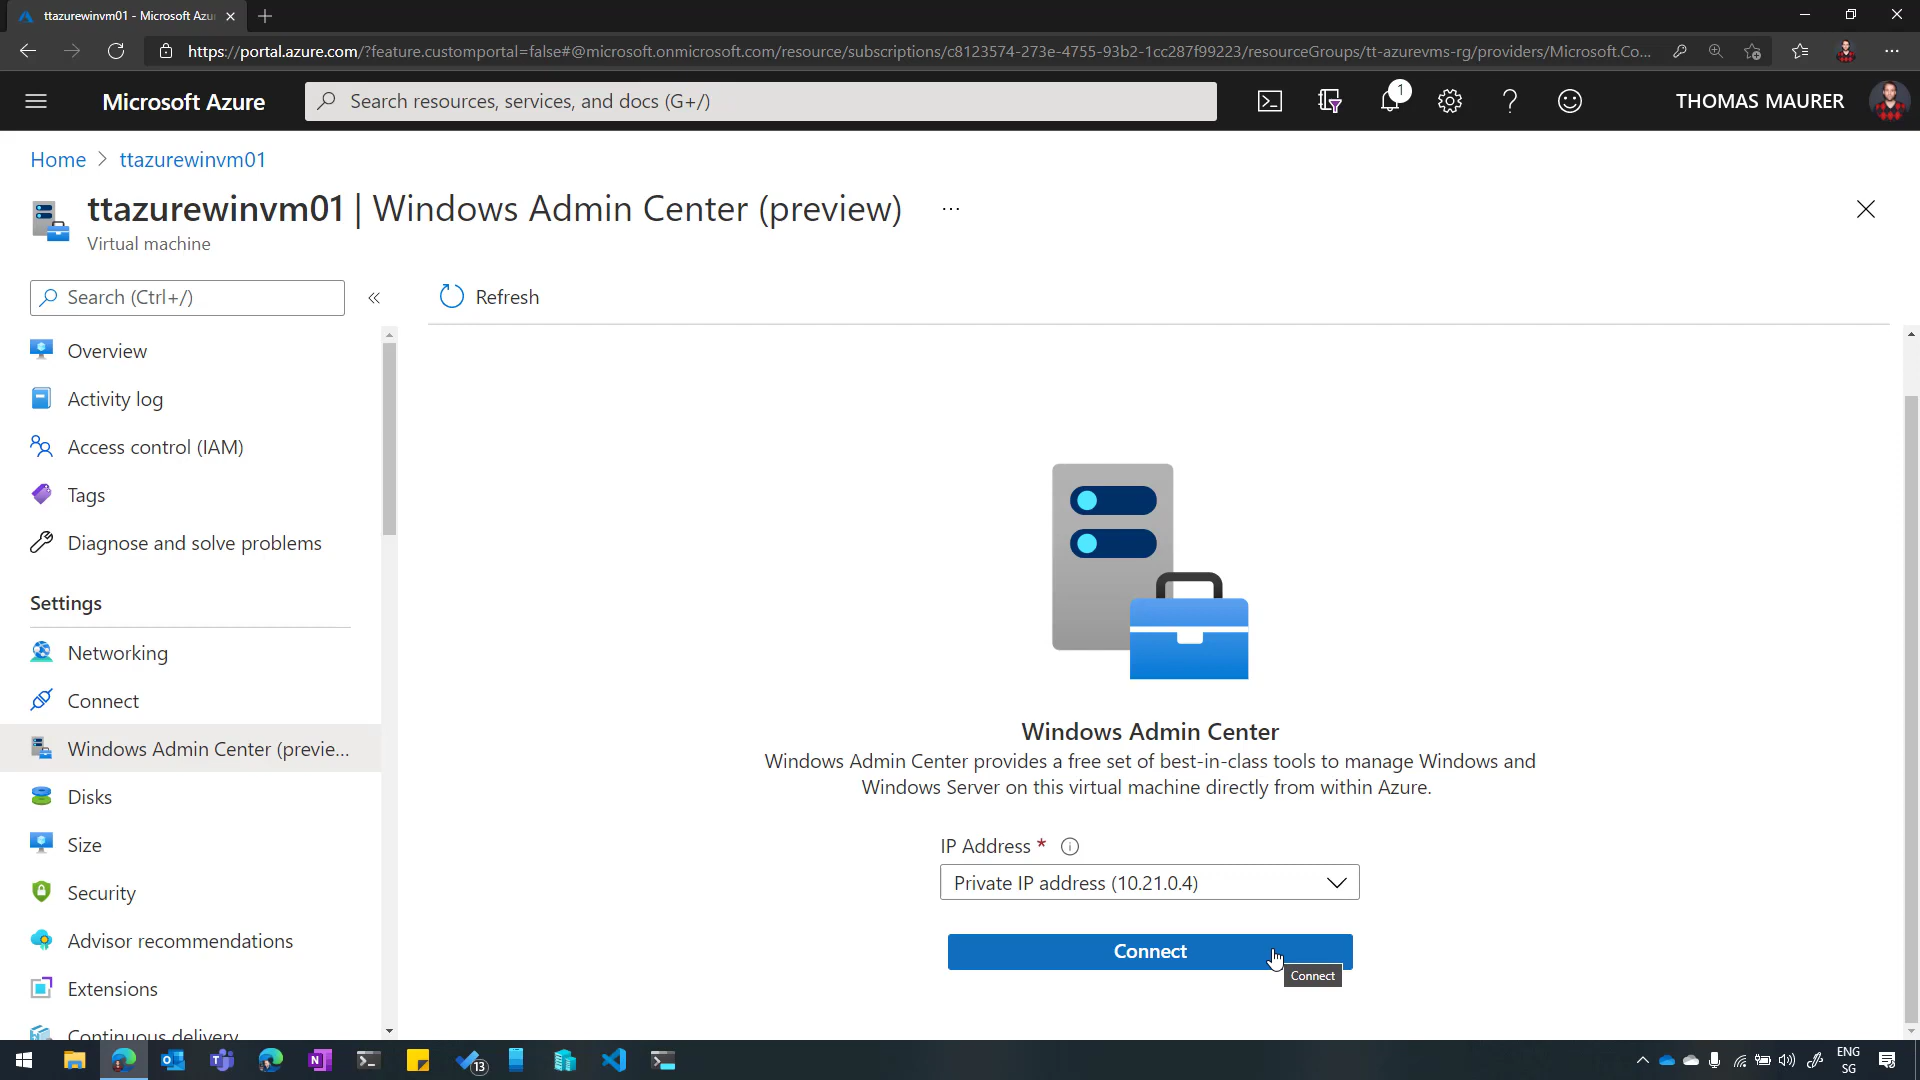 ttazurewinvm01 - Microsoft Azu
https://portal.azure.com/?feature.customportal=false#@microsoft.onmicrosoft.com/resource/subscriptions/c8123574-273e-4755-93b2-1cc287f99223/resourceGroups/tt-azurevms-rg/providers/Microsoft.Co...
Microsoft Azure
Search resources, services, and docs (G+/)
1
THOMAS MAURER
Home > ttazurewinvm01
ttazurewinvm01 | Windows Admin Center (preview) ...
Virtual machine
Search (Ctrl+/)
«
Refresh
Overview
Activity log
Access control (IAM)
Tags
Diagnose and solve problems
Settings
Networking
Connect
Windows Admin Center (previe...
Disks
Size
Security
Advisor recommendations
Extensions
Continuous delivery
Windows Admin Center
Windows Admin Center provides a free set of best-in-class tools to manage Windows and
Windows Server on this virtual machine directly from within Azure.
IP Address *
Private IP address (10.21.0.4)
Connect
Connect
13
ENG
SG